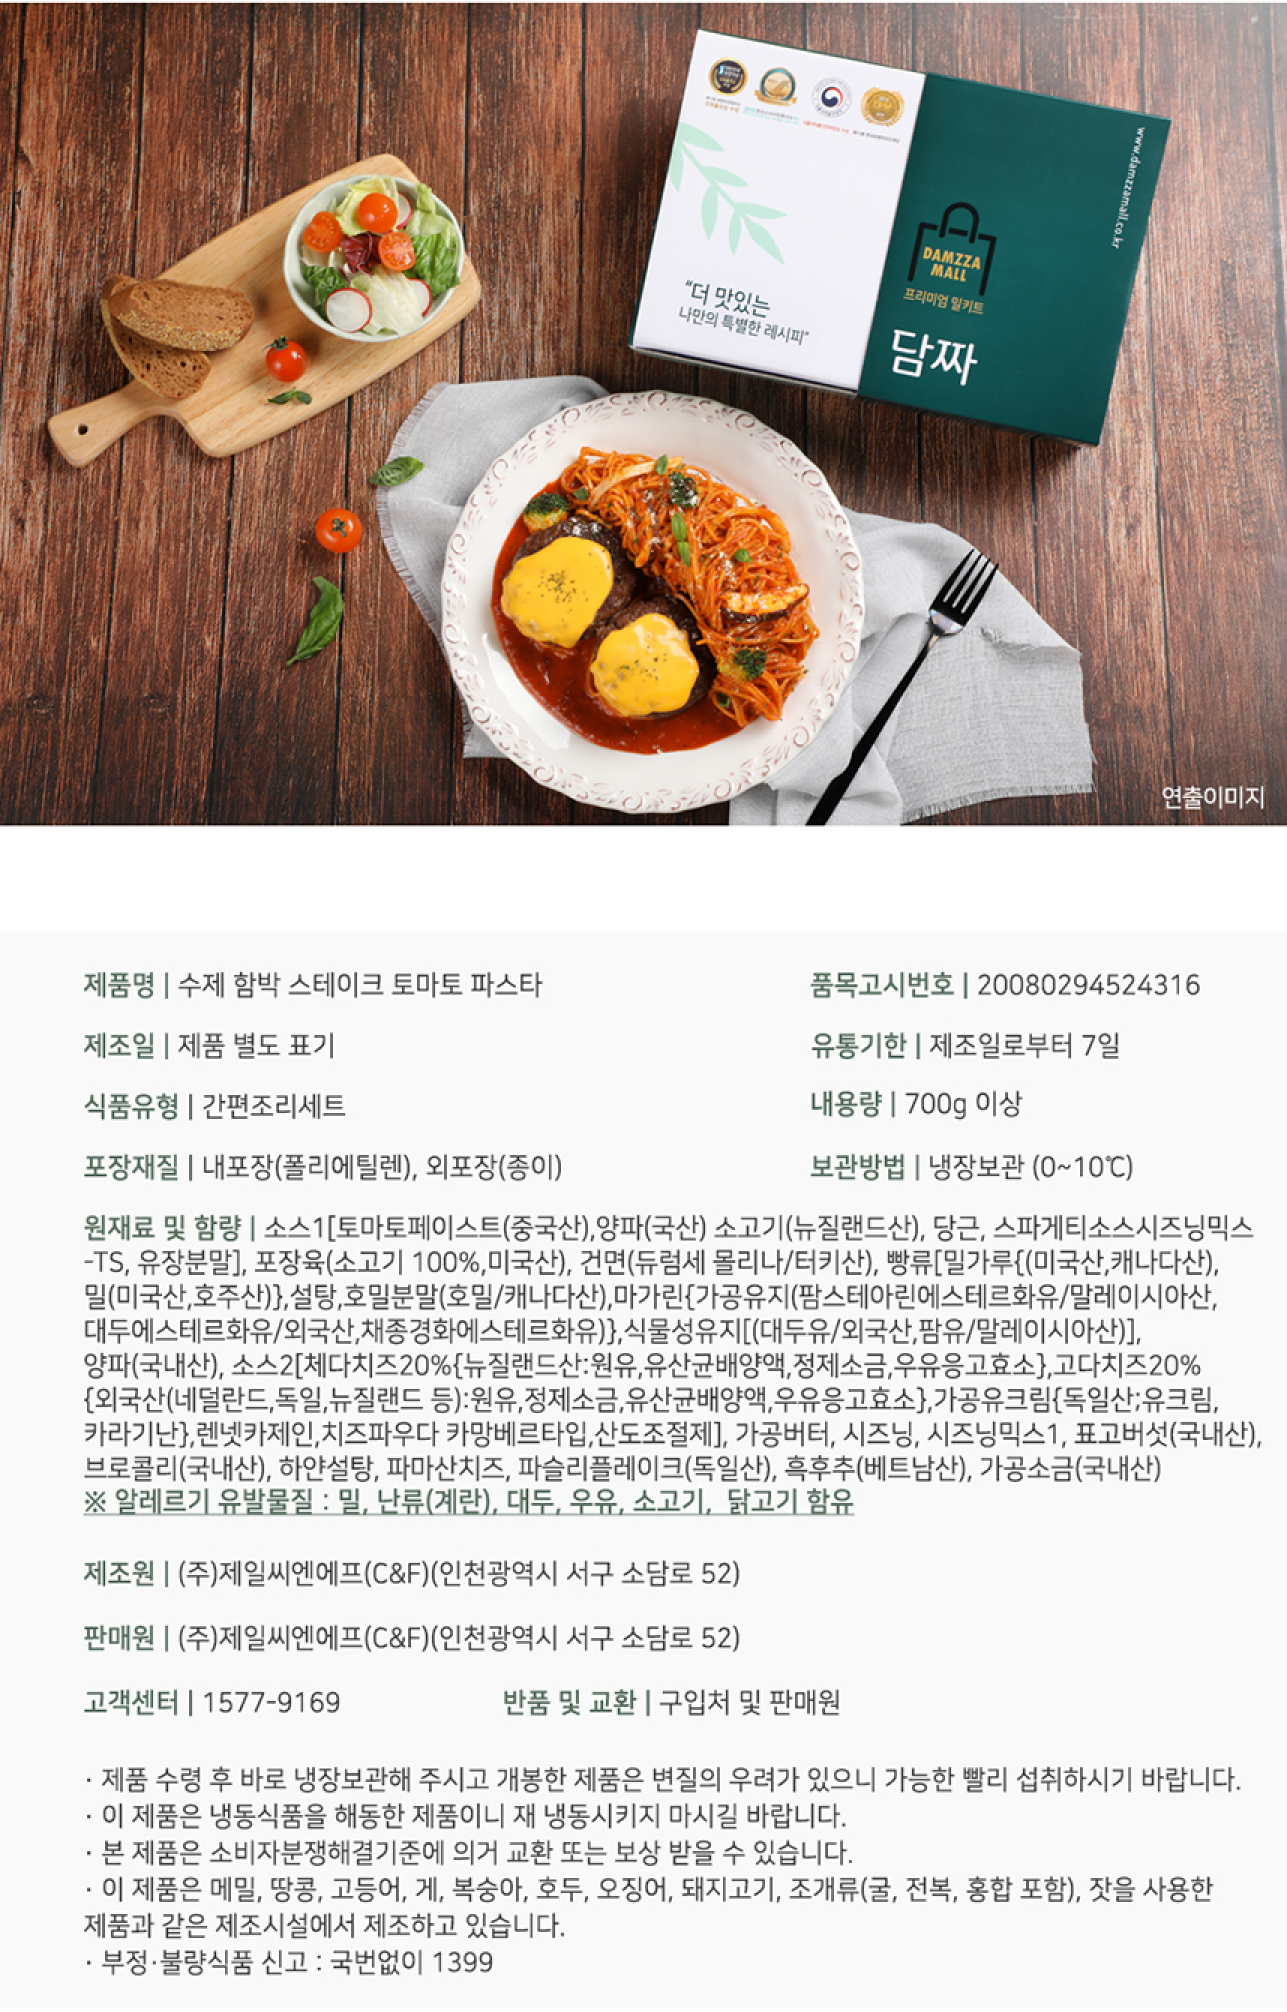 www.damzzamall.co.kr
DAMZZA
MALL
프리미엄 밀키트
담짜
“더 맛있는
나만의 특별한 레시피”
연출이미지
제품명 | 수제 함박 스테이크 토마토 파스타
품목고시번호 | 20080294524316
제조일 | 제품 별도 표기
유통기한 | 제조일로부터 7일
식품유형 | 간편조리세트
내용량 | 700g 이상
포장재질 | 내포장(폴리에틸렌), 외포장(종이)
보관방법 | 냉장보관 (0~10℃)
원재료 및 함량 | 소스1[토마토페이스트(중국산),양파(국산) 소고기(뉴질랜드산), 당근, 스파게티소스시즈닝믹스
-TS, 유장분말], 포장육(소고기 100%,미국산), 건면(듀럼세 몰리나/터키산), 빵류[밀가루{(미국산,캐나다산),
밀(미국산,호주산)},설탕,호밀분말(호밀/캐나다산),마가린{가공유지(팜스테아린에스테르화유/말레이시아산,
대두에스테르화유/외국산,채종경화에스테르화유)},식물성유지[(대두유/외국산,팜유/말레이시아산)],
양파(국내산), 소스2[체다치즈20%{뉴질랜드산:원유,유산균배양액,정제소금,우유응고효소},고다치즈20%
{외국산(네덜란드,독일,뉴질랜드 등):원유,정제소금,유산균배양액,우유응고효소},가공유크림{독일산;유크림,
카라기난},렌넷카제인,치즈파우다 카망베르타입,산도조절제], 가공버터, 시즈닝, 시즈닝믹스1, 표고버섯(국내산),
브로콜리(국내산), 하얀설탕, 파마산치즈, 파슬리플레이크(독일산), 흑후추(베트남산), 가공소금(국내산)
※ 알레르기 유발물질 : 밀, 난류(계란), 대두, 우유, 소고기, 닭고기 함유
제조원 | (주)제일씨엔에프(C&F)(인천광역시 서구 소담로 52)
판매원 | (주)제일씨엔에프(C&F)(인천광역시 서구 소담로 52)
고객센터 | 1577-9169
반품 및 교환 | 구입처 및 판매원
· 제품 수령 후 바로 냉장보관해 주시고 개봉한 제품은 변질의 우려가 있으니 가능한 빨리 섭취하시기 바랍니다.
· 이 제품은 냉동식품을 해동한 제품이니 재 냉동시키지 마시길 바랍니다.
· 본 제품은 소비자분쟁해결기준에 의거 교환 또는 보상 받을 수 있습니다.
· 이 제품은 메밀, 땅콩, 고등어, 게, 복숭아, 호두, 오징어, 돼지고기, 조개류(굴, 전복, 홍합 포함), 잣을 사용한
제품과 같은 제조시설에서 제조하고 있습니다.
· 부정·불량식품 신고 : 국번없이 1399